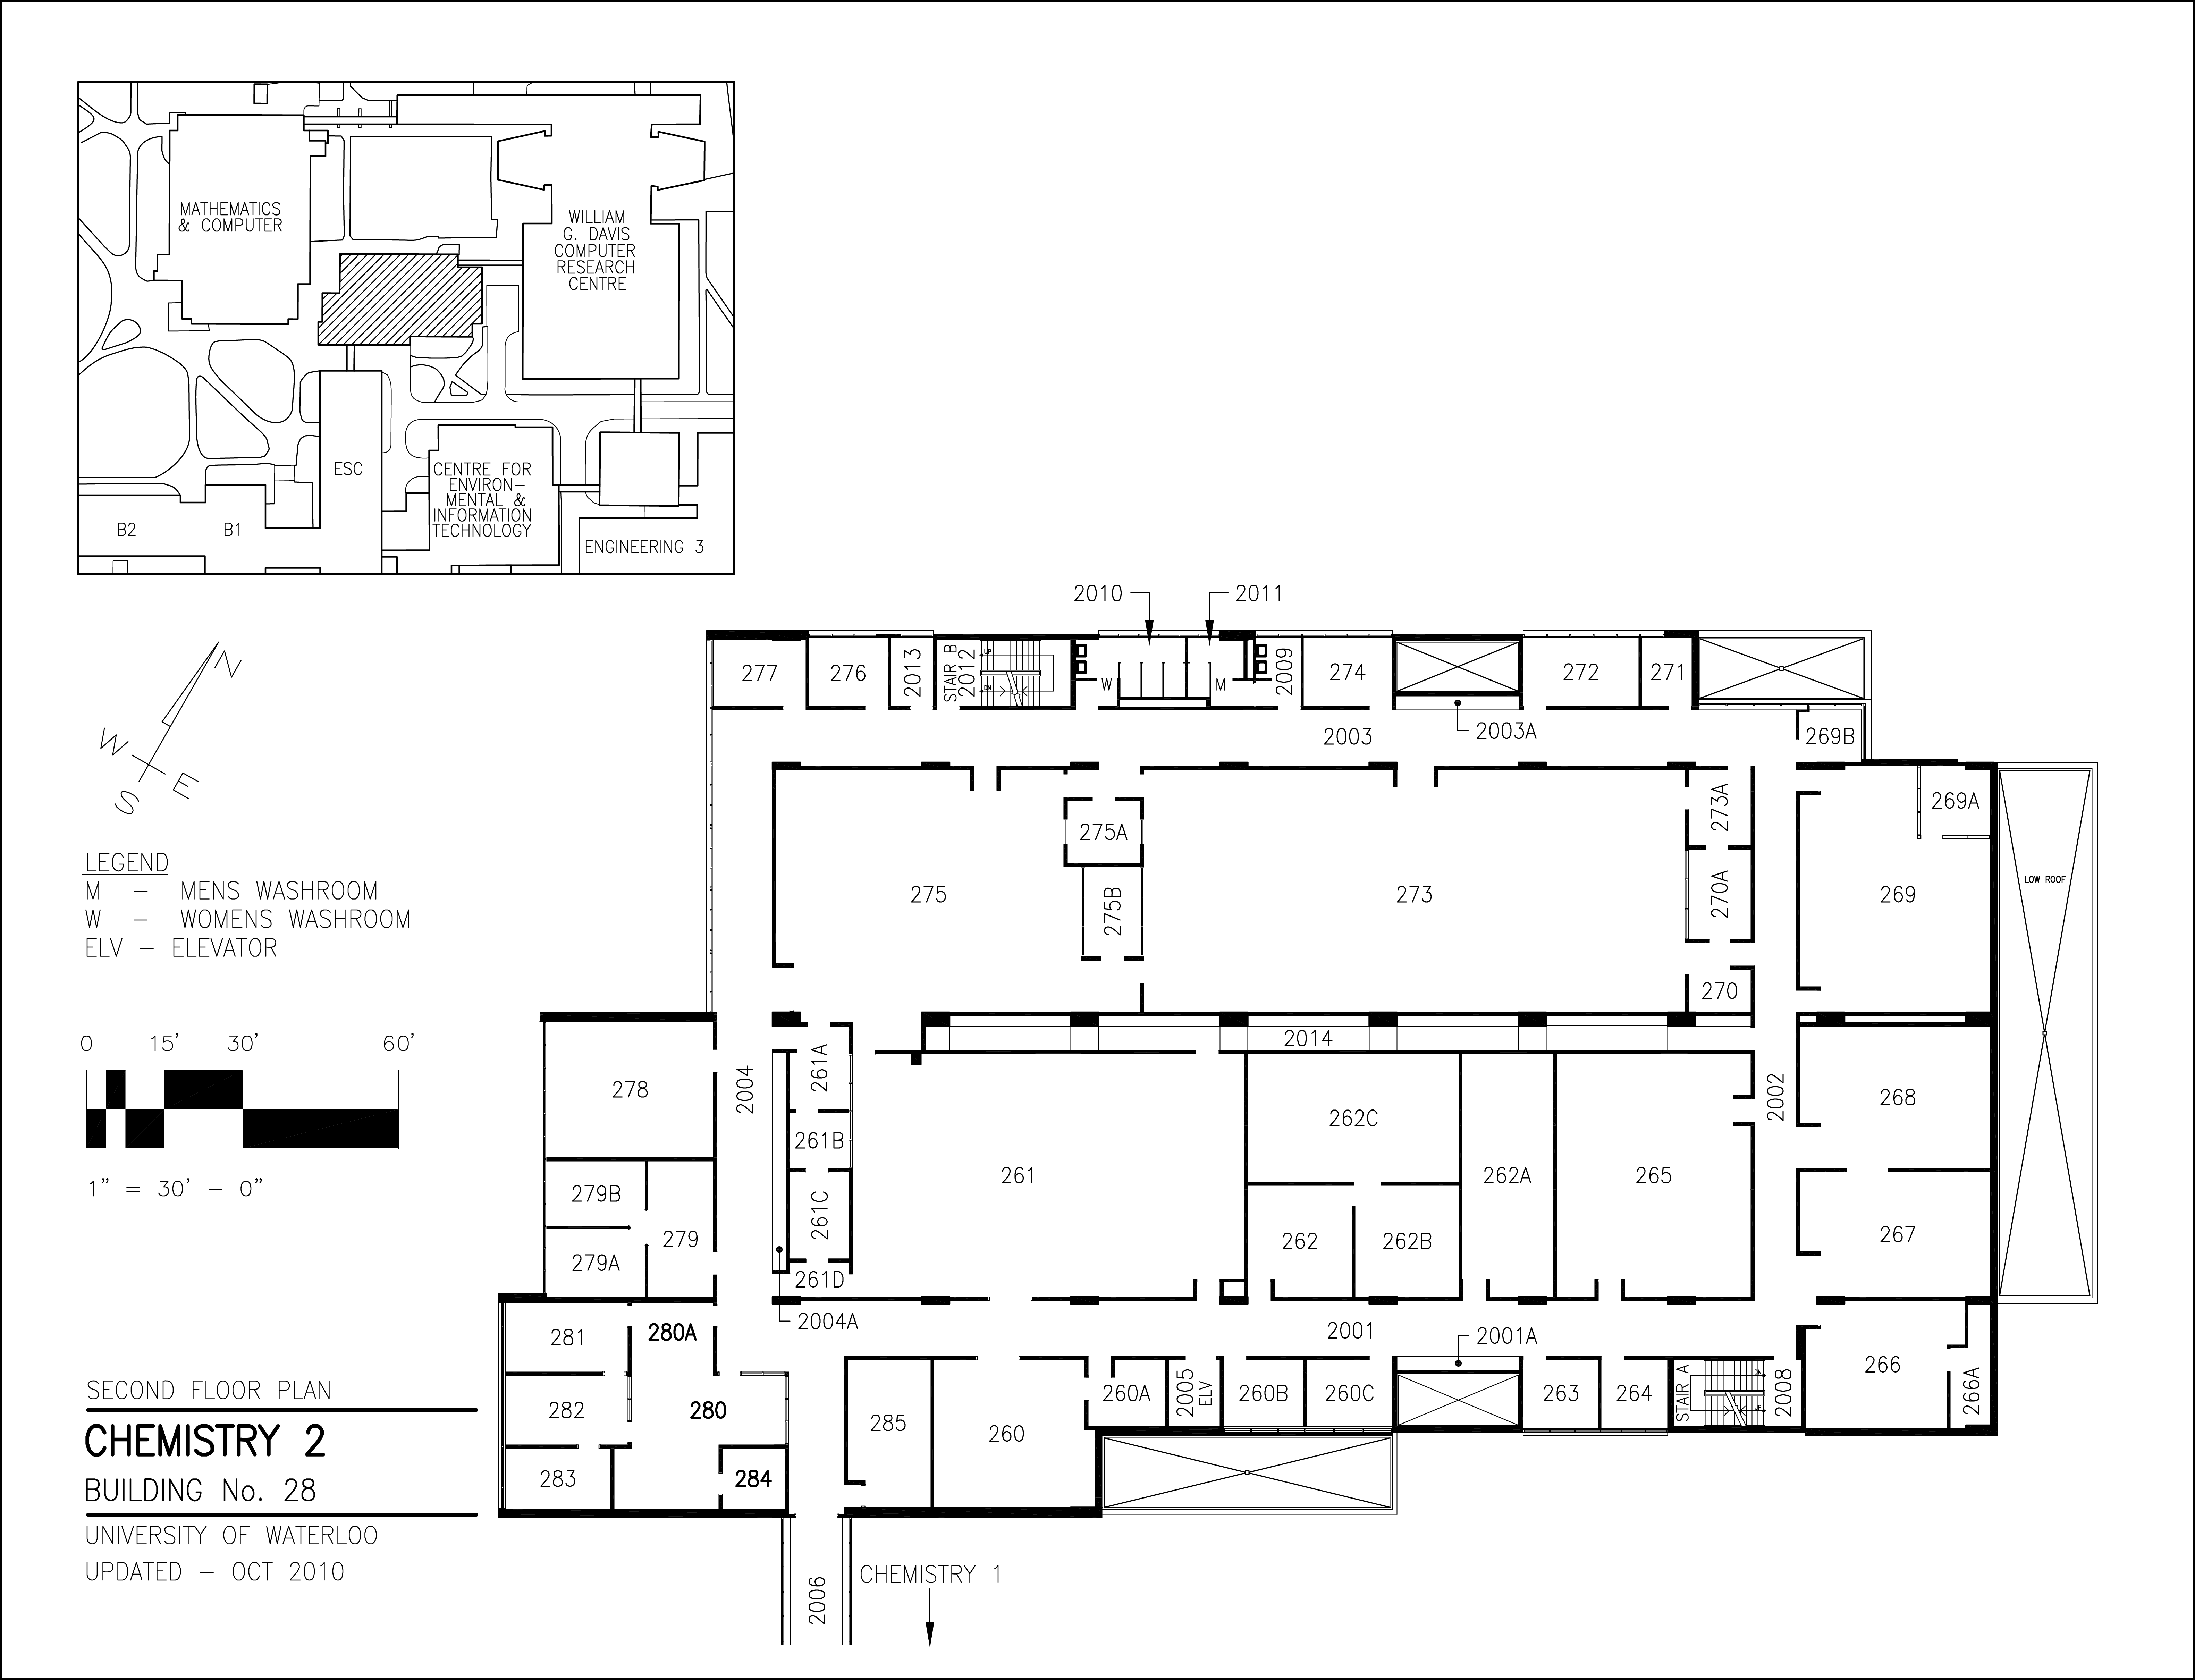 MATHEMATICS
& COMPUTER
WILLIAM
G. DAVIS
COMPUTER
RESEARCH
CENTRE
ESC
CENTRE FOR
ENVIRON-
MENTAL &
INFORMATION
TECHNOLOGY
B2
B1
ENGINEERING 3
N
W
E
S
LEGEND
M - MENS WASHROOM
W - WOMENS WASHROOM
ELV - ELEVATOR
0 15' 30' 60'
1" = 30' - 0"
SECOND FLOOR PLAN
CHEMISTRY 2
BUILDING No. 28
UNIVERSITY OF WATERLOO
UPDATED - OCT 2010
2010
2011
277
276
2013
STAIR B
2012
UP
DN
W
M
2009
274
272
271
2003
2003A
269B
275
275A
275B
273
273A
270A
270
269
269A
LOW ROOF
2014
278
2004
261A
261B
261C
261D
261
262C
262
262B
262A
265
2002
268
267
279B
279A
279
2004A
2001
2001A
281
280A
282
280
283
284
285
260
260A
2005
ELV
260B
260C
263
264
STAIR A
DN
UP
2008
266
266A
2006
CHEMISTRY 1